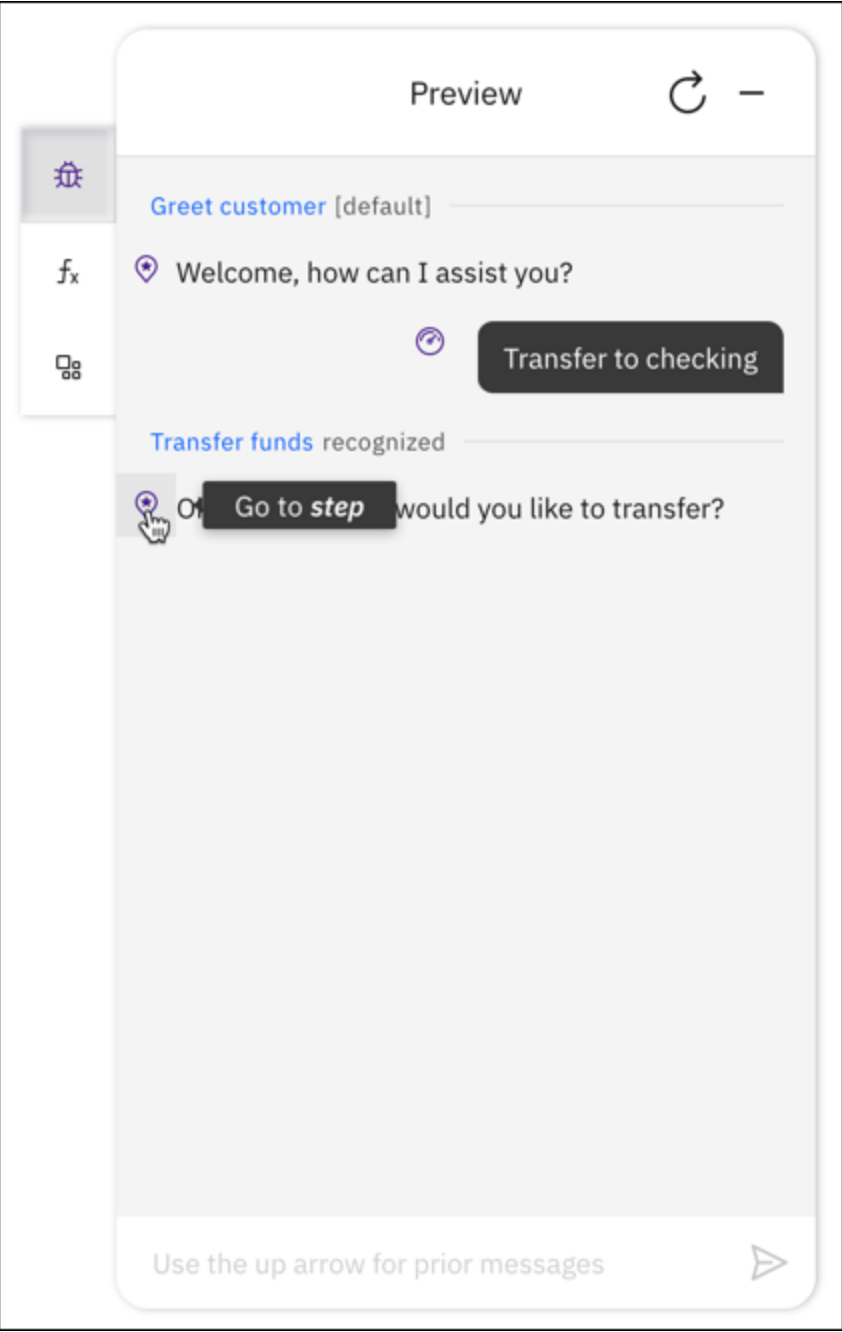 Preview
Greet customer [default]
fx
Welcome, how can I assist you?
Transfer to checking
Transfer funds recognized
Go to step
would you like to transfer?
Use the up arrow for prior messages